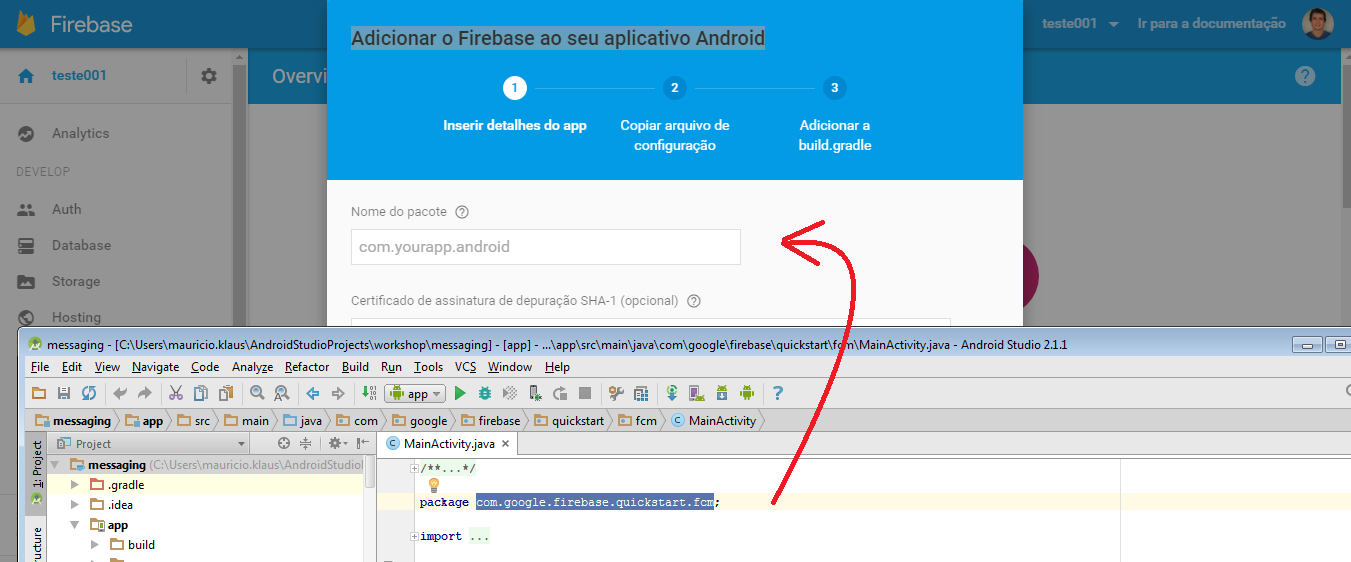 Firebase
Adicionar o Firebase ao seu aplicativo Android
teste001
Ir para a documentação
teste001
Overvi
1
2
3
Inserir detalhes do app
Copiar arquivo de
configuração
Adicionar a
build.gradle
Analytics
DEVELOP
Auth
Database
Storage
Hosting
Nome do pacote
com.yourapp.android
Certificado de assinatura de depuração SHA-1 (opcional)
messaging - [C:\Users\mauricio.klaus\AndroidStudioProjects\workshop\messaging] - [app] - ...\app\src\main\java\com\google\firebase\quickstart\fcm\MainActivity.java - Android Studio 2.1.1
File Edit View Navigate Code Analyze Refactor Build Run Tools VCS Window Help
app
messaging app src main java com google firebase quickstart fcm MainActivity
1: Project
Project
MainActivity.java
messaging (C:\Users\mauricio.klaus\AndroidStudio
.gradle
.idea
app
build
ucture
/**...*/
package com.google.firebase.quickstart.fcm;
import ...